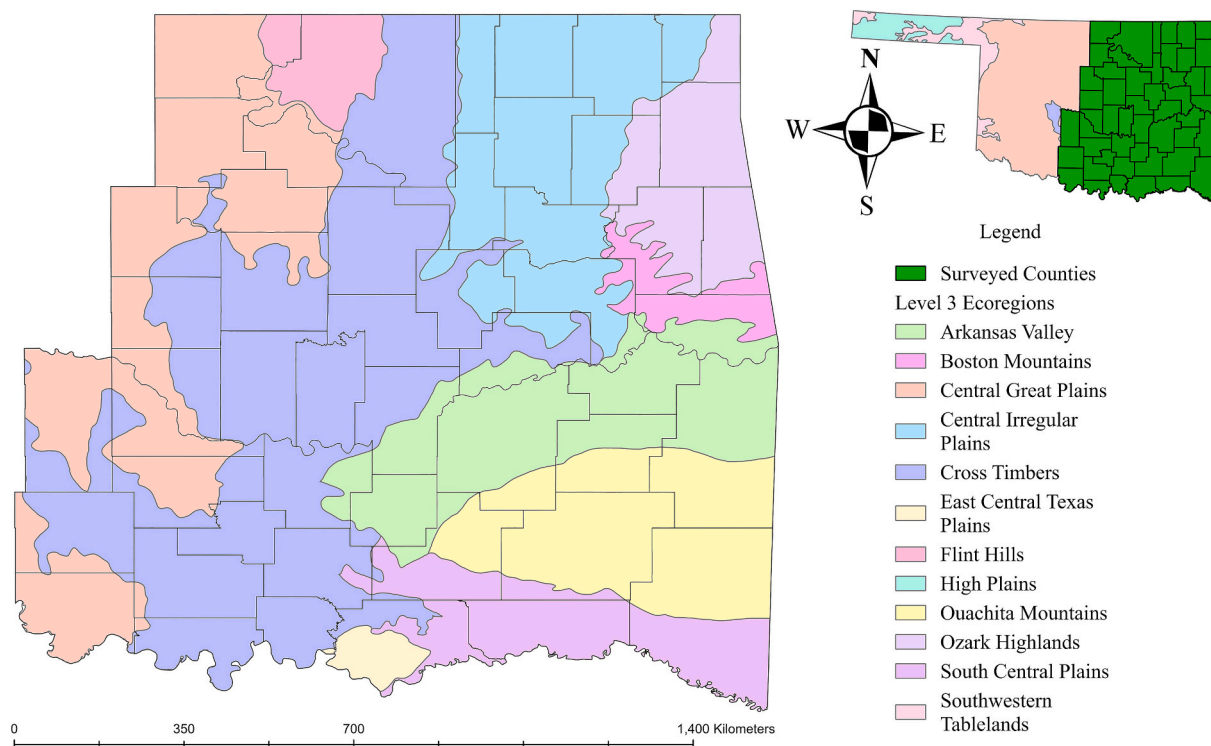 N
W
E
S
Legend
Surveyed Counties
Level 3 Ecoregions
Arkansas Valley
Boston Mountains
Central Great Plains
Central Irregular
Plains
Cross Timbers
East Central Texas
Plains
Flint Hills
High Plains
Ouachita Mountains
Ozark Highlands
South Central Plains
Southwestern
Tablelands
0 350 700 1,400 Kilometers